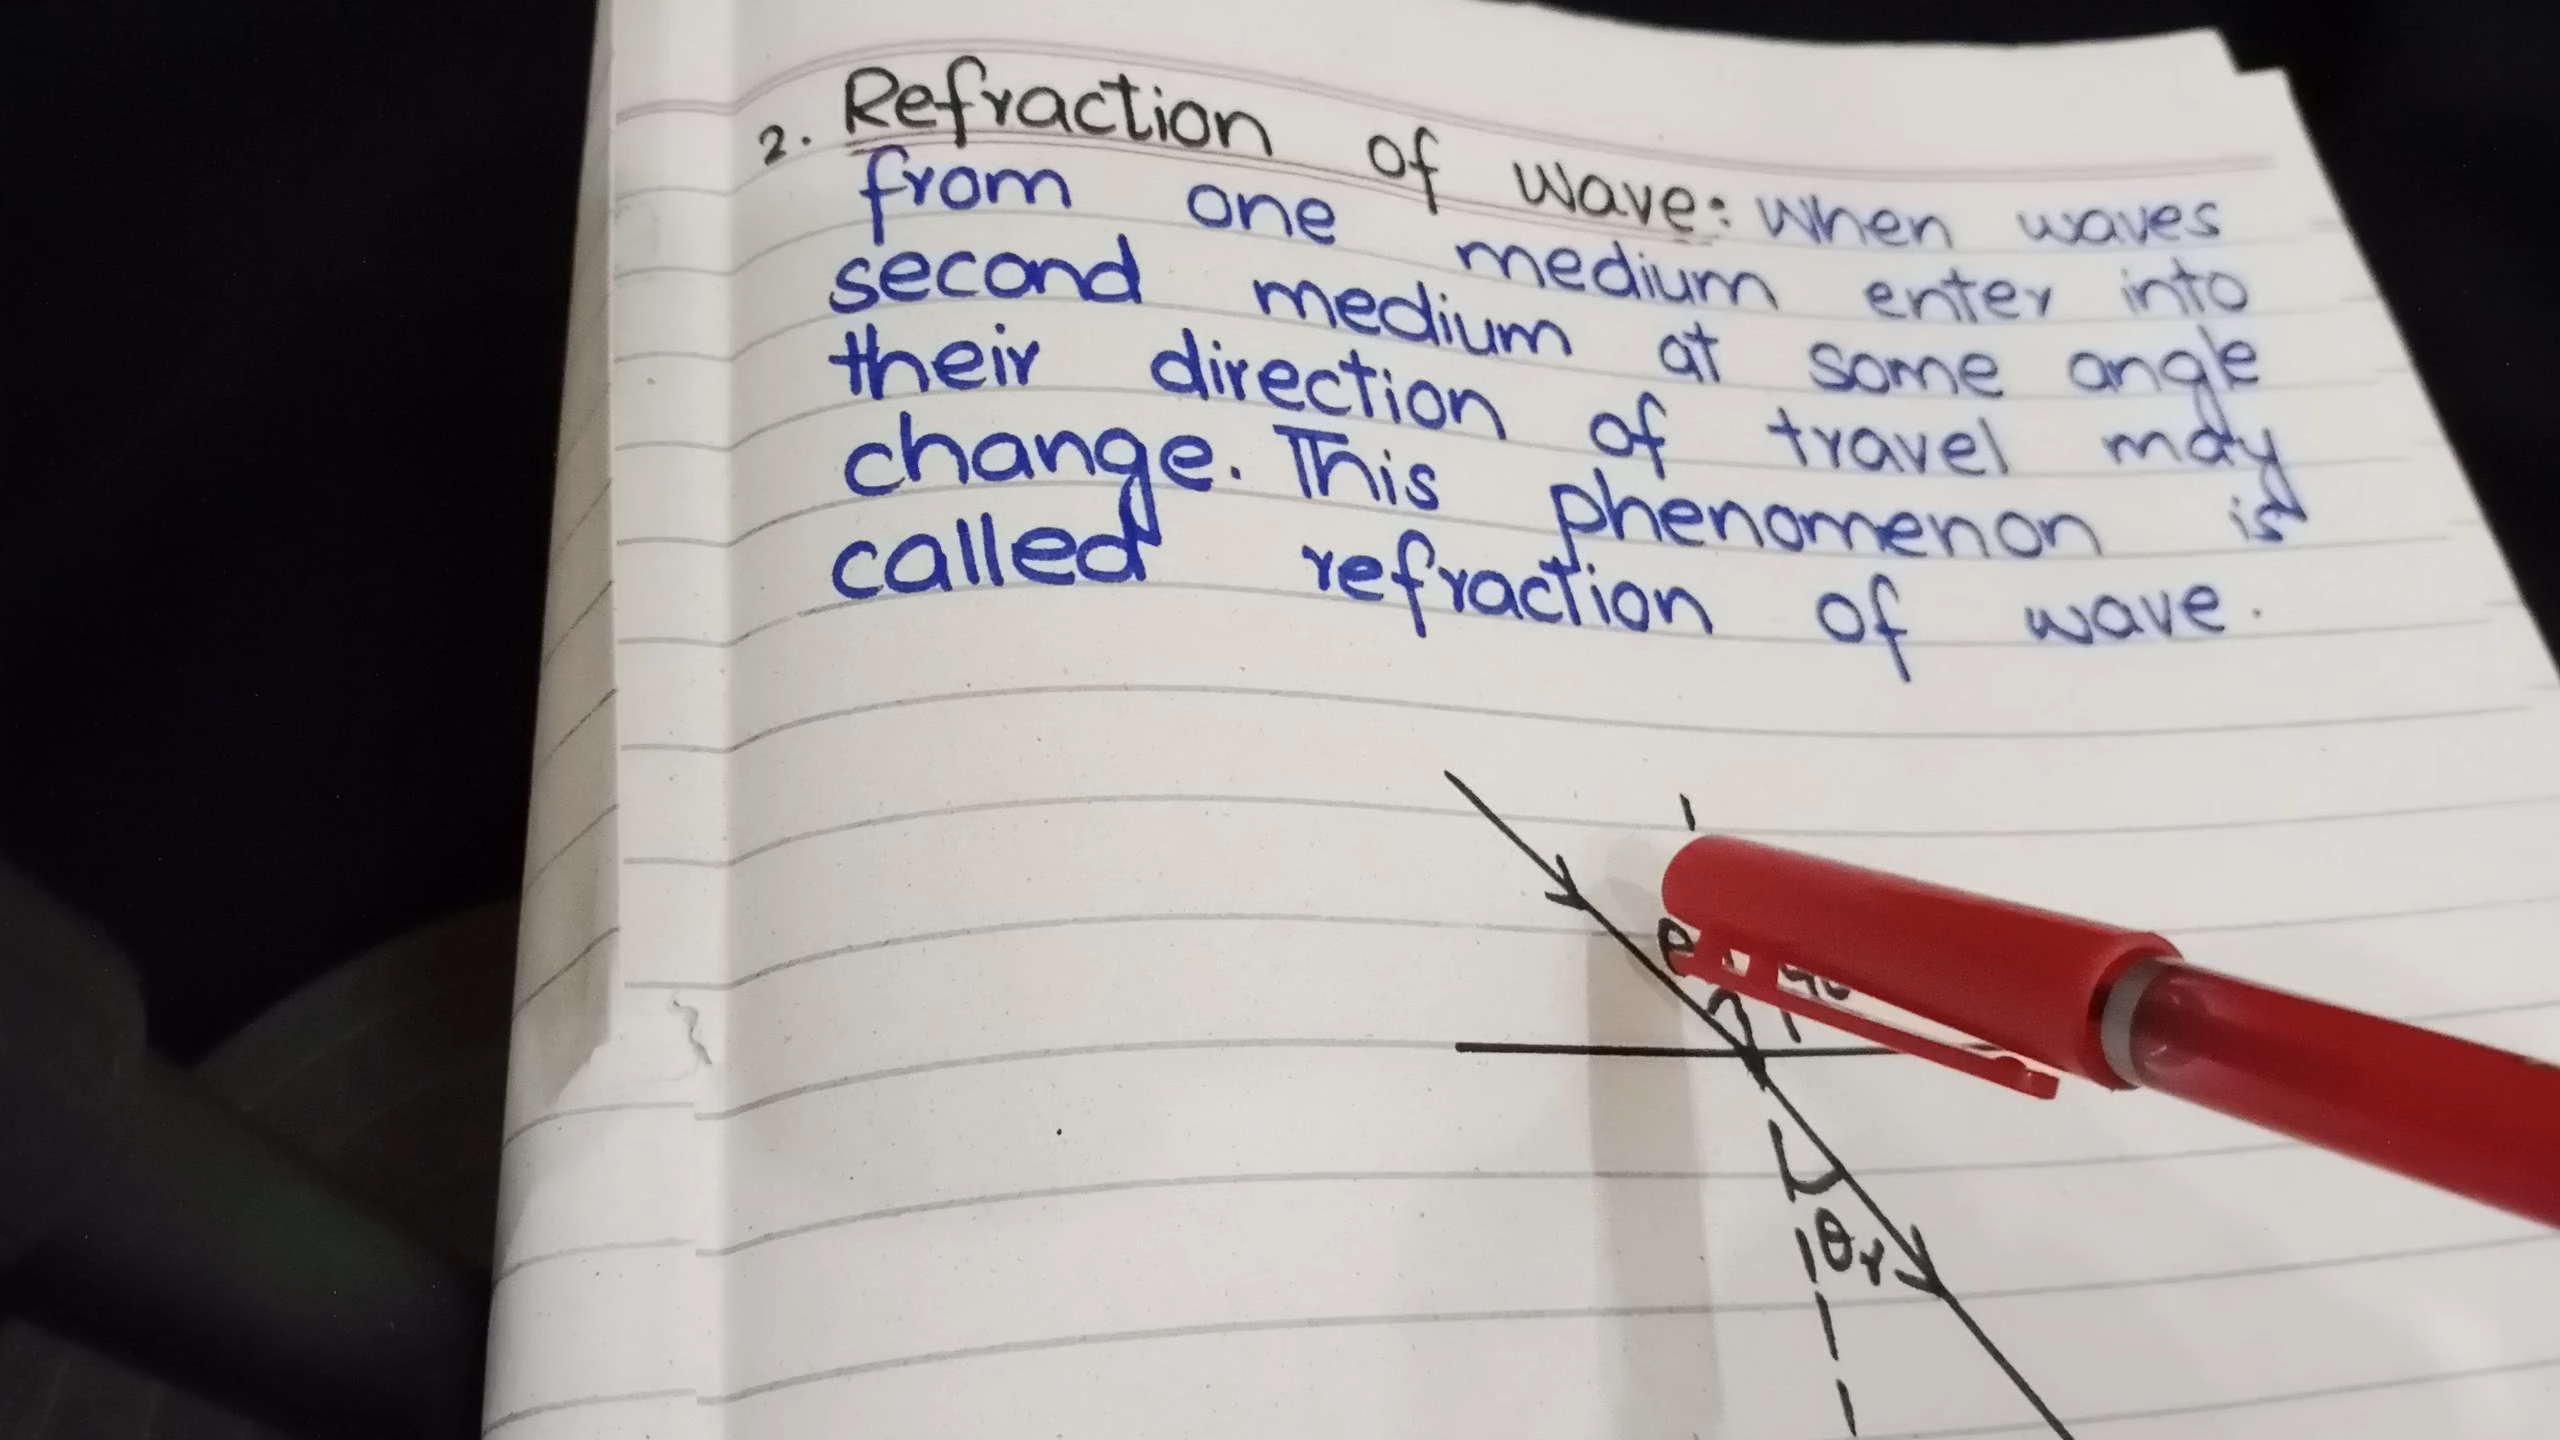 2. Refraction of wave: When waves
from one medium enter into
second medium at some angle
their direction of travel may
change. This phenomenon is
called refraction of wave.
θr